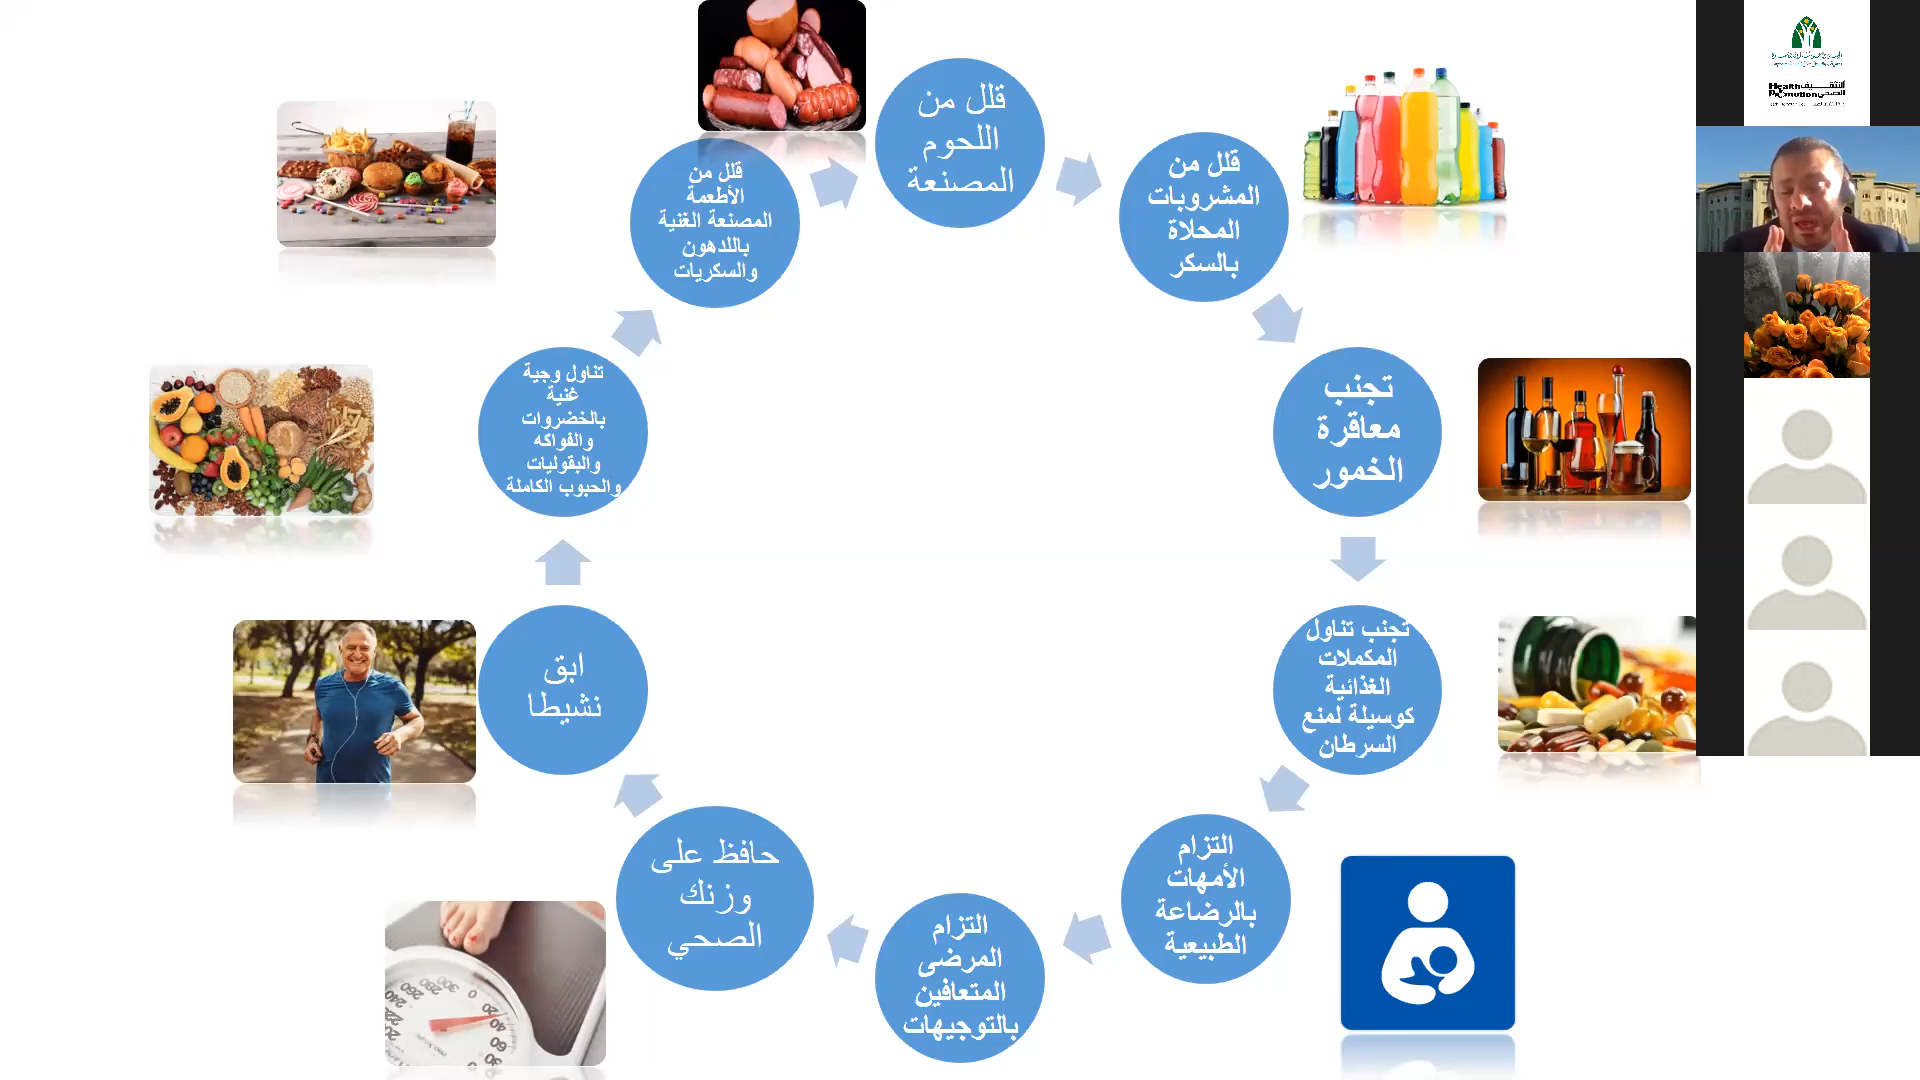 قلل من
اللحوم
المصنعة
قلل من
المشروبات
المحلاة
بالسكر
تجنب
معاقرة
الخمور
تجنب تناول
المكملات
الغذائية
كوسيلة لمنع
السرطان
التزام
الأمهات
بالرضاعة
الطبيعية
التزام
المرضى
المتعافين
بالتوجيهات
حافظ على
وزنك
الصحي
ابق
نشيطا
تناول وجبة
غنية
بالخضروات
والفواكه
والبقوليات
والحبوب الكاملة
قلل من
الأطعمة
المصنعة الغنية
باللدهون
والسكريات
Health التثقيف
Promotion الصحي